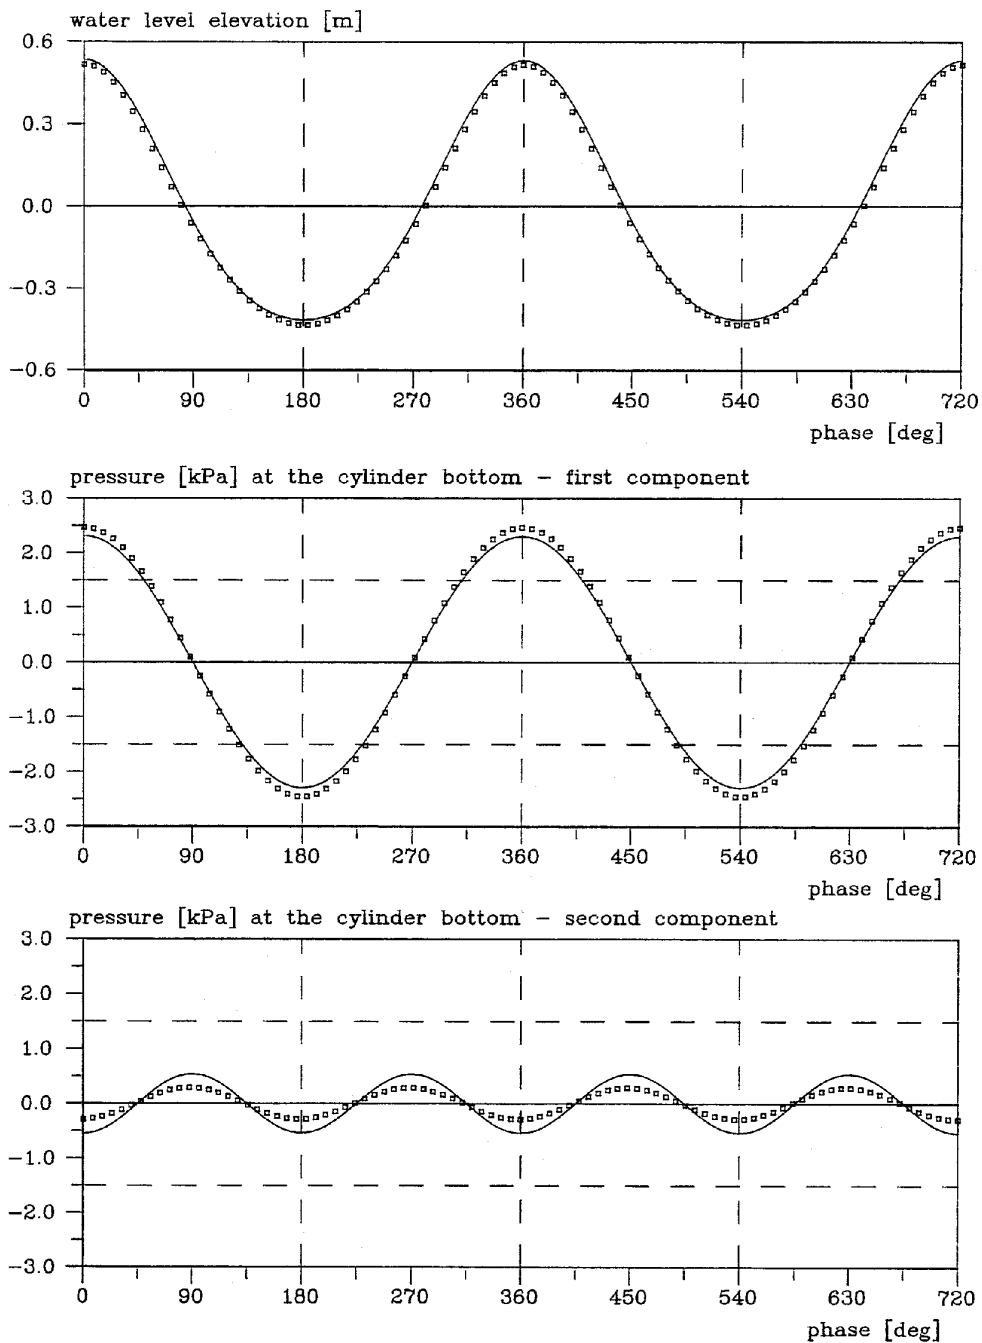 water level elevation [m]
0.6
0.3
0.0
−0.3
−0.6
0 90 180 270 360 450 540 630 720
phase [deg]
pressure [kPa] at the cylinder bottom − first component
3.0
2.0
1.0
0.0
−1.0
−2.0
−3.0
0 90 180 270 360 450 540 630 720
phase [deg]
pressure [kPa] at the cylinder bottom − second component
3.0
2.0
1.0
0.0
−1.0
−2.0
−3.0
0 90 180 270 360 450 540 630 720
phase [deg]